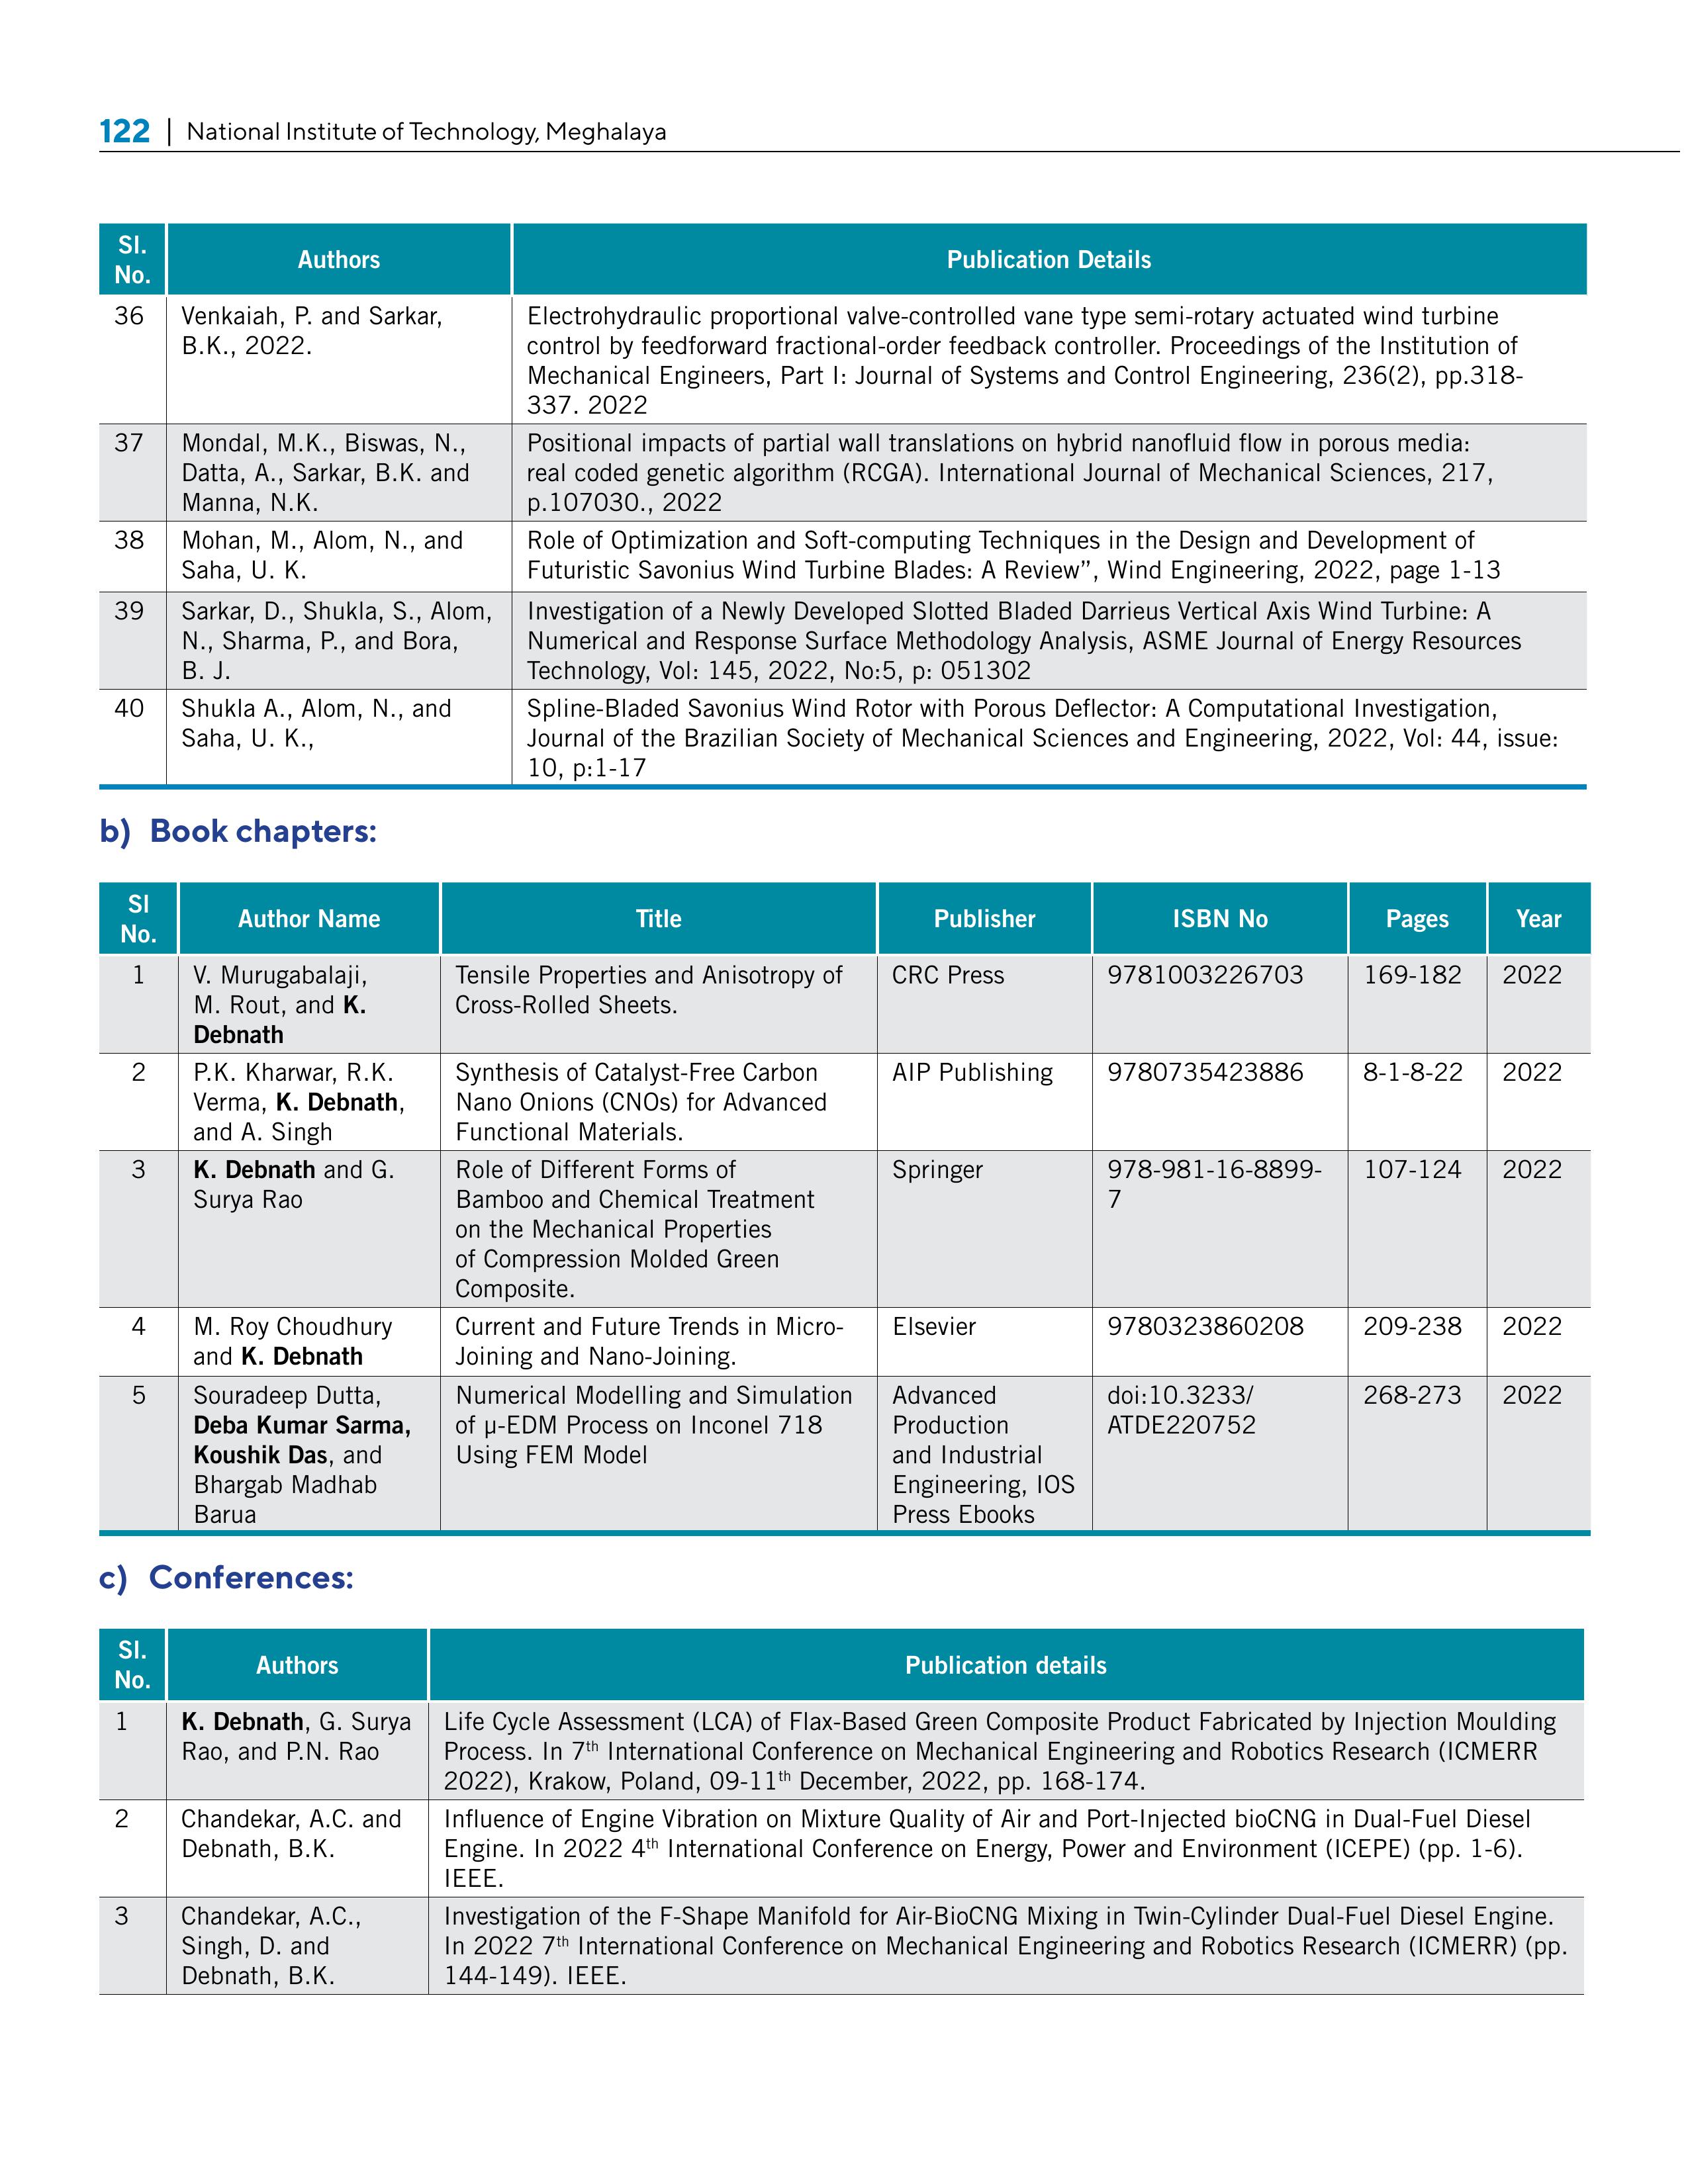 122 | National Institute of Technology, Meghalaya
Sl.
No.
Authors
Publication Details
36
Venkaiah, P. and Sarkar,
B.K., 2022.
Electrohydraulic proportional valve-controlled vane type semi-rotary actuated wind turbine
control by feedforward fractional-order feedback controller. Proceedings of the Institution of
Mechanical Engineers, Part I: Journal of Systems and Control Engineering, 236(2), pp.318-
337. 2022
37
Mondal, M.K., Biswas, N.,
Datta, A., Sarkar, B.K. and
Manna, N.K.
Positional impacts of partial wall translations on hybrid nanofluid flow in porous media:
real coded genetic algorithm (RCGA). International Journal of Mechanical Sciences, 217,
p.107030., 2022
38
Mohan, M., Alom, N., and
Saha, U. K.
Role of Optimization and Soft-computing Techniques in the Design and Development of
Futuristic Savonius Wind Turbine Blades: A Review”, Wind Engineering, 2022, page 1-13
39
Sarkar, D., Shukla, S., Alom,
N., Sharma, P., and Bora,
B. J.
Investigation of a Newly Developed Slotted Bladed Darrieus Vertical Axis Wind Turbine: A
Numerical and Response Surface Methodology Analysis, ASME Journal of Energy Resources
Technology, Vol: 145, 2022, No:5, p: 051302
40
Shukla A., Alom, N., and
Saha, U. K.,
Spline-Bladed Savonius Wind Rotor with Porous Deflector: A Computational Investigation,
Journal of the Brazilian Society of Mechanical Sciences and Engineering, 2022, Vol: 44, issue:
10, p:1-17
b) Book chapters:
Sl
No.
Author Name
Title
Publisher
ISBN No
Pages
Year
1
V. Murugabalaji,
M. Rout, and K.
Debnath
Tensile Properties and Anisotropy of
Cross-Rolled Sheets.
CRC Press
9781003226703
169-182
2022
2
P.K. Kharwar, R.K.
Verma, K. Debnath,
and A. Singh
Synthesis of Catalyst-Free Carbon
Nano Onions (CNOs) for Advanced
Functional Materials.
AIP Publishing
9780735423886
8-1-8-22
2022
3
K. Debnath and G.
Surya Rao
Role of Different Forms of
Bamboo and Chemical Treatment
on the Mechanical Properties
of Compression Molded Green
Composite.
Springer
978-981-16-8899-
7
107-124
2022
4
M. Roy Choudhury
and K. Debnath
Current and Future Trends in Micro-
Joining and Nano-Joining.
Elsevier
9780323860208
209-238
2022
5
Souradeep Dutta,
Deba Kumar Sarma,
Koushik Das, and
Bhargab Madhab
Barua
Numerical Modelling and Simulation
of μ-EDM Process on Inconel 718
Using FEM Model
Advanced
Production
and Industrial
Engineering, IOS
Press Ebooks
doi:10.3233/
ATDE220752
268-273
2022
c) Conferences:
Sl.
No.
Authors
Publication details
1
K. Debnath, G. Surya
Rao, and P.N. Rao
Life Cycle Assessment (LCA) of Flax-Based Green Composite Product Fabricated by Injection Moulding
Process. In 7th International Conference on Mechanical Engineering and Robotics Research (ICMERR
2022), Krakow, Poland, 09-11th December, 2022, pp. 168-174.
2
Chandekar, A.C. and
Debnath, B.K.
Influence of Engine Vibration on Mixture Quality of Air and Port-Injected bioCNG in Dual-Fuel Diesel
Engine. In 2022 4th International Conference on Energy, Power and Environment (ICEPE) (pp. 1-6).
IEEE.
3
Chandekar, A.C.,
Singh, D. and
Debnath, B.K.
Investigation of the F-Shape Manifold for Air-BioCNG Mixing in Twin-Cylinder Dual-Fuel Diesel Engine.
In 2022 7th International Conference on Mechanical Engineering and Robotics Research (ICMERR) (pp.
144-149). IEEE.